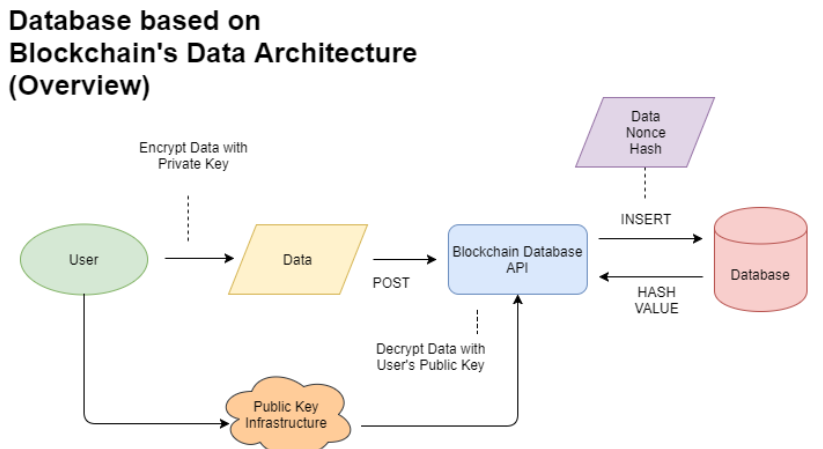 Database based on
Blockchain's Data Architecture
(Overview)
Data
Nonce
Hash
Encrypt Data with
Private Key
INSERT
User
Data
Blockchain Database
API
Database
POST
HASH
VALUE
Decrypt Data with
User's Public Key
Public Key
Infrastructure